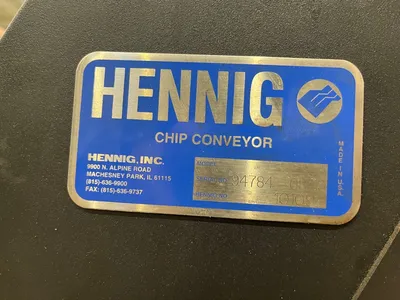 HENNIG
CHIP CONVEYOR
HENNIG, INC.
9900 N. ALPINE ROAD
MACHESNEY PARK, IL 61115
(815)-636-9900
FAX: (815)-636-9737
MODEL
MADE IN U.S.A.